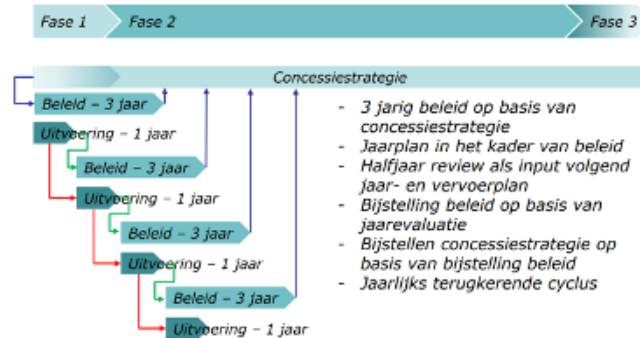 Fase 1
Fase 2
Fase 3
Concessiestrategie
Beleid – 3 jaar
Uitvoering – 1 jaar
Beleid – 3 jaar
Uitvoering – 1 jaar
Beleid – 3 jaar
Uitvoering – 1 jaar
Beleid – 3 jaar
Uitvoering – 1 jaar
- 3 jarig beleid op basis van
concessiestrategie
- Jaarplan in het kader van beleid
- Halfjaar review als input volgend
jaar- en vervoerplan
- Bijstelling beleid op basis van
jaarevaluatie
- Bijstellen concessiestrategie op
basis van bijstelling beleid
- Jaarlijks terugkerende cyclus